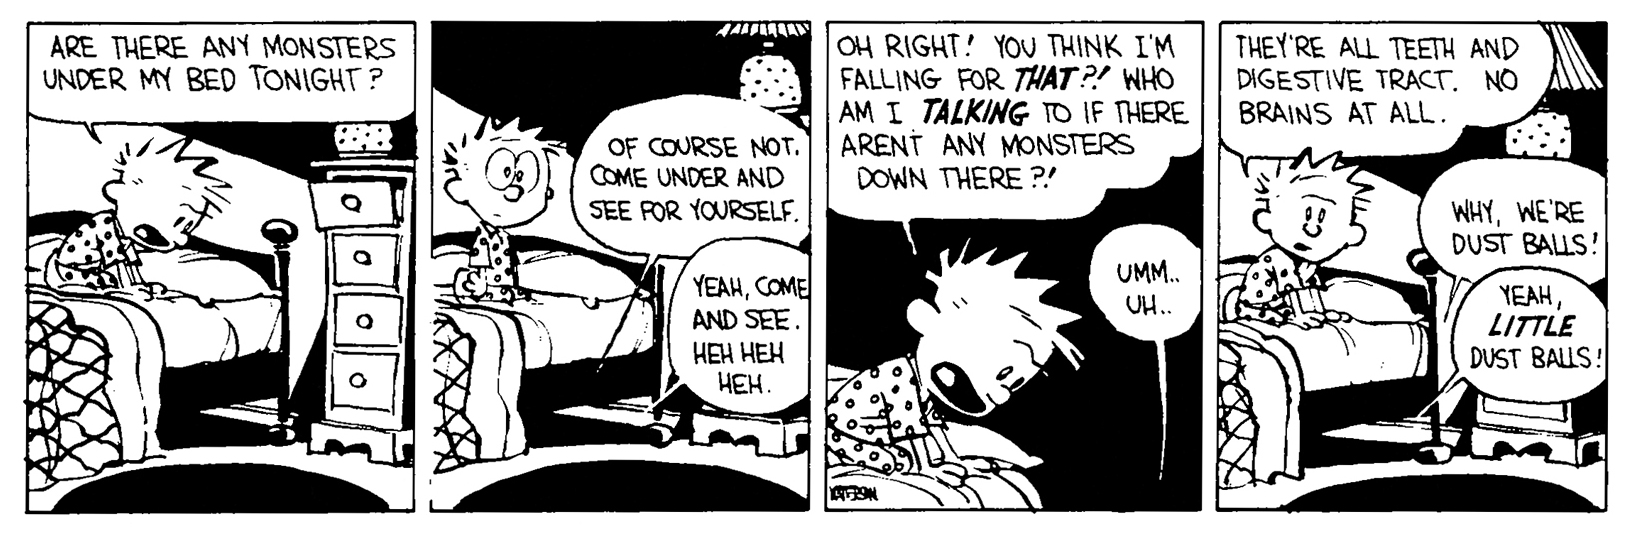 ARE THERE ANY MONSTERS
UNDER MY BED TONIGHT?
OF COURSE NOT.
COME UNDER AND
SEE FOR YOURSELF.
YEAH, COME
AND SEE.
HEH HEH
HEH.
OH RIGHT! YOU THINK I'M
FALLING FOR THAT?! WHO
AM I TALKING TO IF THERE
AREN'T ANY MONSTERS
DOWN THERE?!
UMM..
UH..
WATTERSON
THEY'RE ALL TEETH AND
DIGESTIVE TRACT. NO
BRAINS AT ALL.
WHY, WE'RE
DUST BALLS!
YEAH,
LITTLE
DUST BALLS!